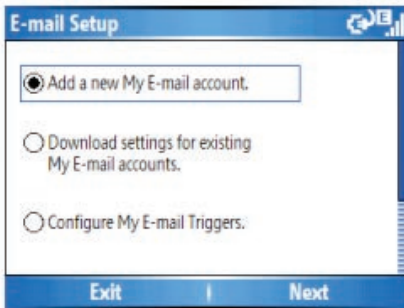 E-mail Setup
E
Add a new My E-mail account.
Download settings for existing
My E-mail accounts.
Configure My E-mail Triggers.
Exit
Next